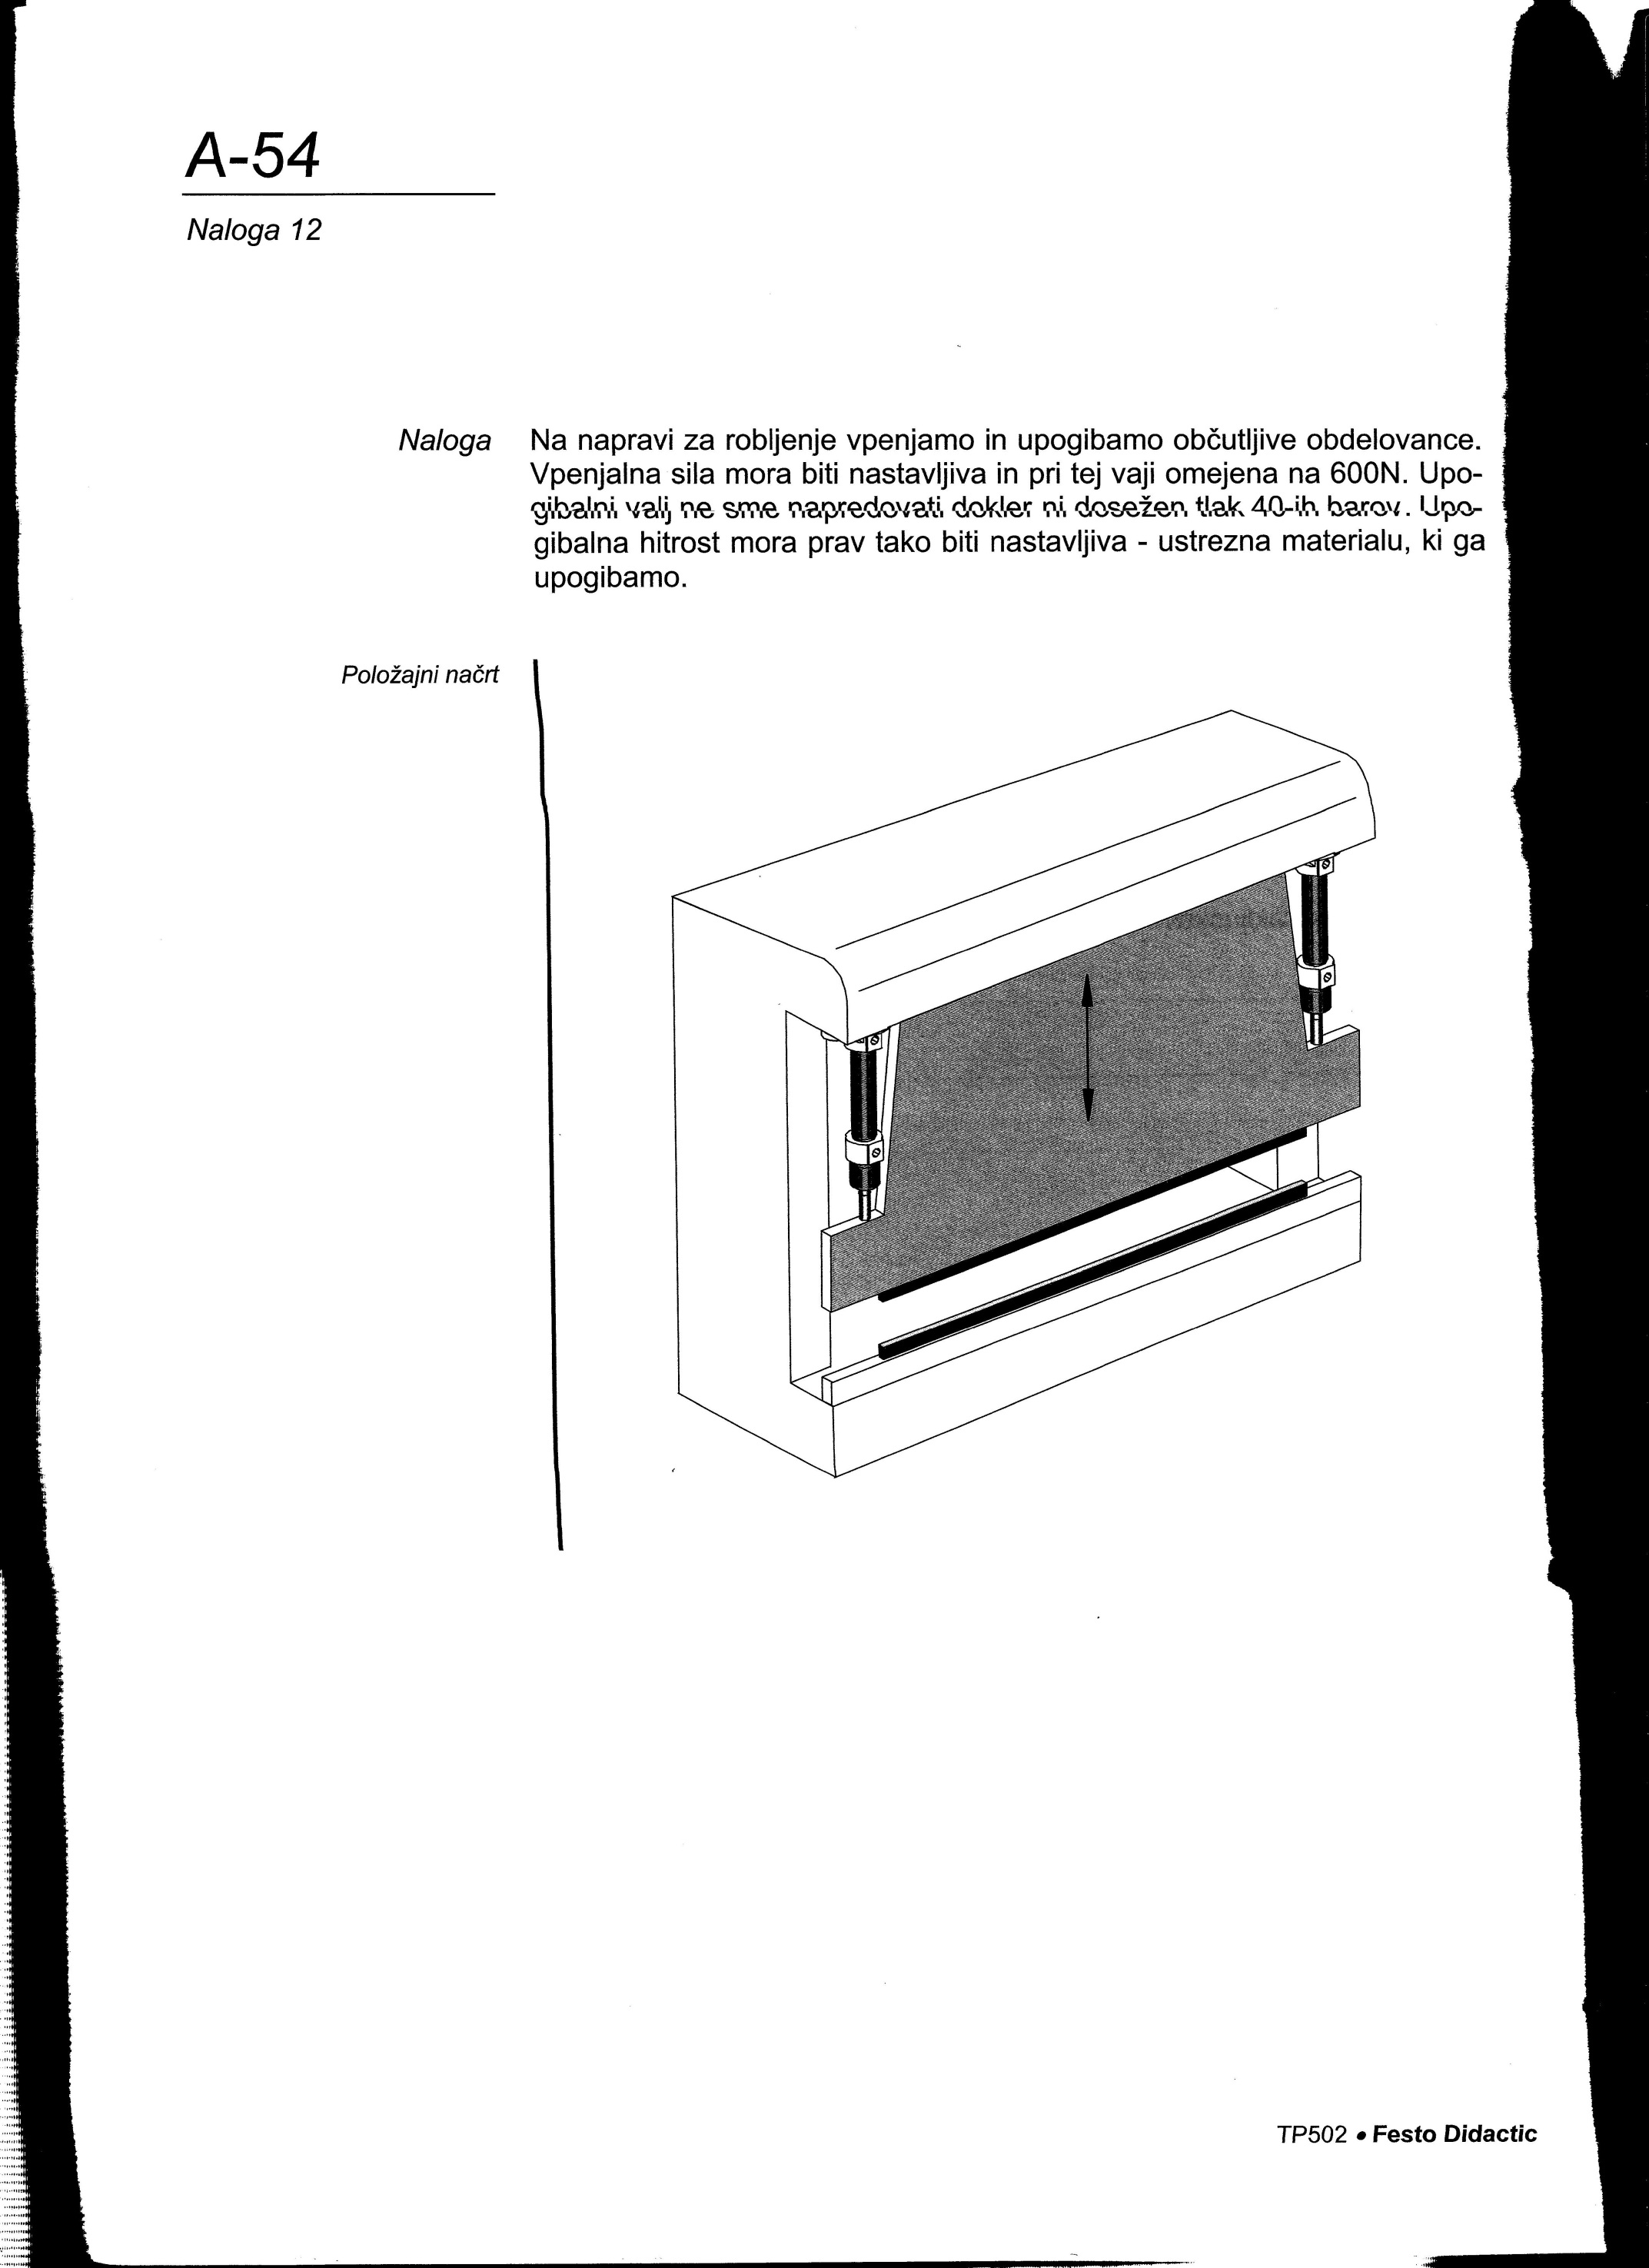 A-54
Naloga 12
Naloga
Na napravi za robljenje vpenjamo in upogibamo občutljive obdelovance.
Vpenjalna sila mora biti nastavljiva in pri tej vaji omejena na 600N. Upo-
gibalni valj ne sme napredovati dokler ni dosežen tlak 40-ih barov. Upo-
gibalna hitrost mora prav tako biti nastavljiva - ustrezna materialu, ki ga
upogibamo.
Položajni načrt
TP502 • Festo Didactic